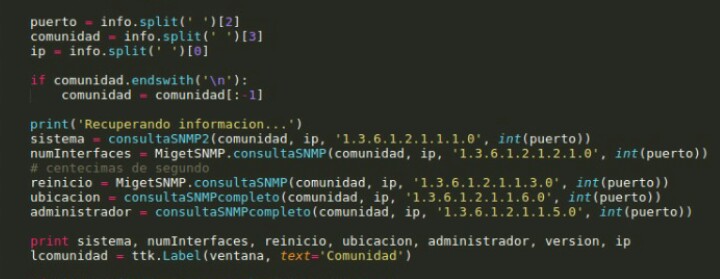 puerto = info.split(' ')[2]
comunidad = info.split(' ')[3]
ip = info.split(' ')[0]
if comunidad.endswith('\n'):
comunidad = comunidad[:-1]
print('Recuperando informacion...')
sistema = consultaSNMP2(comunidad, ip, '1.3.6.1.2.1.1.1.0', int(puerto))
numInterfaces = MigetSNMP.consultaSNMP(comunidad, ip, '1.3.6.1.2.1.2.1.0', int(puerto))
# centecimas de segundo
reinicio = MigetSNMP.consultaSNMP(comunidad, ip, '1.3.6.1.2.1.1.3.0', int(puerto))
ubicacion = consultaSNMPcompleto(comunidad, ip, '1.3.6.1.2.1.1.6.0', int(puerto))
administrador = consultaSNMPcompleto(comunidad, ip, '1.3.6.1.2.1.1.5.0', int(puerto))
print sistema, numInterfaces, reinicio, ubicacion, administrador, version, ip
lcomunidad = ttk.Label(ventana, text='Comunidad')